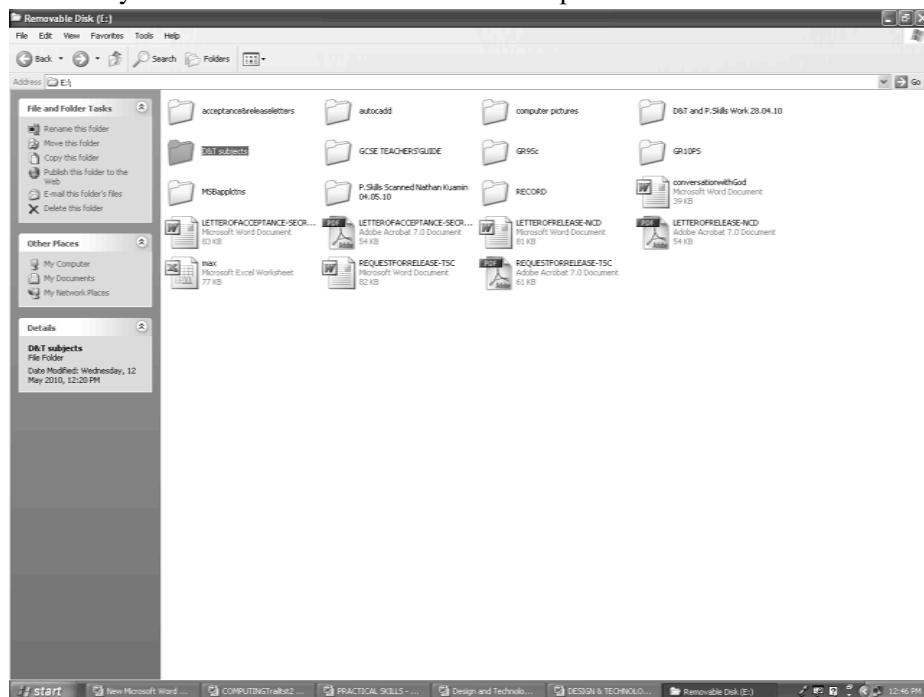 Removable Disk (E:)
File Edit View Favorites Tools Help
Back Search Folders
Address E:\ Go
File and Folder Tasks
Rename this folder
Move this folder
Copy this folder
Publish this folder to the
Web
E-mail this folder's files
Delete this folder
Other Places
My Computer
My Documents
My Network Places
Details
D&T subjects
File Folder
Date Modified: Wednesday, 12
May 2010, 12:20 PM
acceptance&releaseletters autocadd computer pictures D&T and P.Skills Work 28.04.10
D&T subjects GCSE TEACHERS'GUIDE GR9Sc GR10PS
MSBappktns P.Skills Scanned Nathan Kuamin
04.05.10 RECORD conversationwithGod
Microsoft Word Document
39 KB
LETTEROFACCEPTANCE-SECR... LETTEROFACCEPTANCE-SECR... LETTEROFRELEASE-NCD LETTEROFRELEASE-NCD
Microsoft Word Document Adobe Acrobat 7.0 Document Microsoft Word Document Adobe Acrobat 7.0 Document
83 KB 54 KB 81 KB 54 KB
max REQUESTFORRELEASE-TSC REQUESTFORRELEASE-TSC
Microsoft Excel Worksheet Microsoft Word Document Adobe Acrobat 7.0 Document
77 KB 82 KB 61 KB
start New Microsoft Word ... COMPUTINGTrailtst2 ... PRACTICAL SKILLS - ... Design and Technolo... DESIGN & TECHNOLO... Removable Disk (E:) 12:46 PM